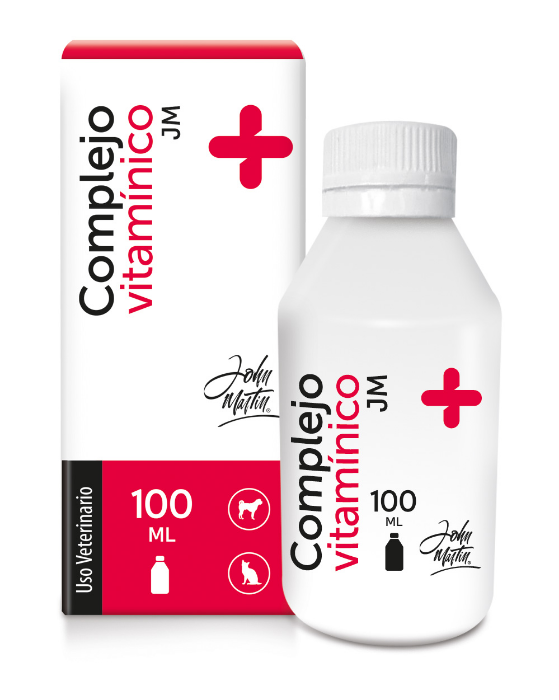 Complejo
vitamínico
JM
John
Martin®
Uso Veterinario
100
ML
Complejo
vitamínico
JM
100
ML
John
Martin®